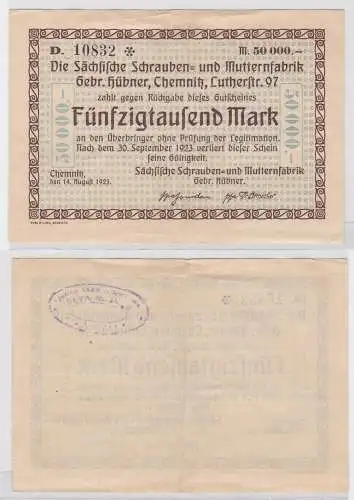 D. 10832 ※ M. 50 000,–
Die Sächsische Schrauben- und Mutternfabrik
Gebr. Hübner, Chemnitz, Lutherstr. 97
zahlt gegen Rückgabe dieses Gutscheines
Fünfzigtausend Mark
an den Überbringer ohne Prüfung der Legitimation.
Nach dem 30. September 1923 verliert dieser Schein
seine Gültigkeit.
Chemnitz,
den 14. August 1923.
Sächsische Schrauben- und Mutternfabrik
Gebr. Hübner.
50 000.–
50 000.–